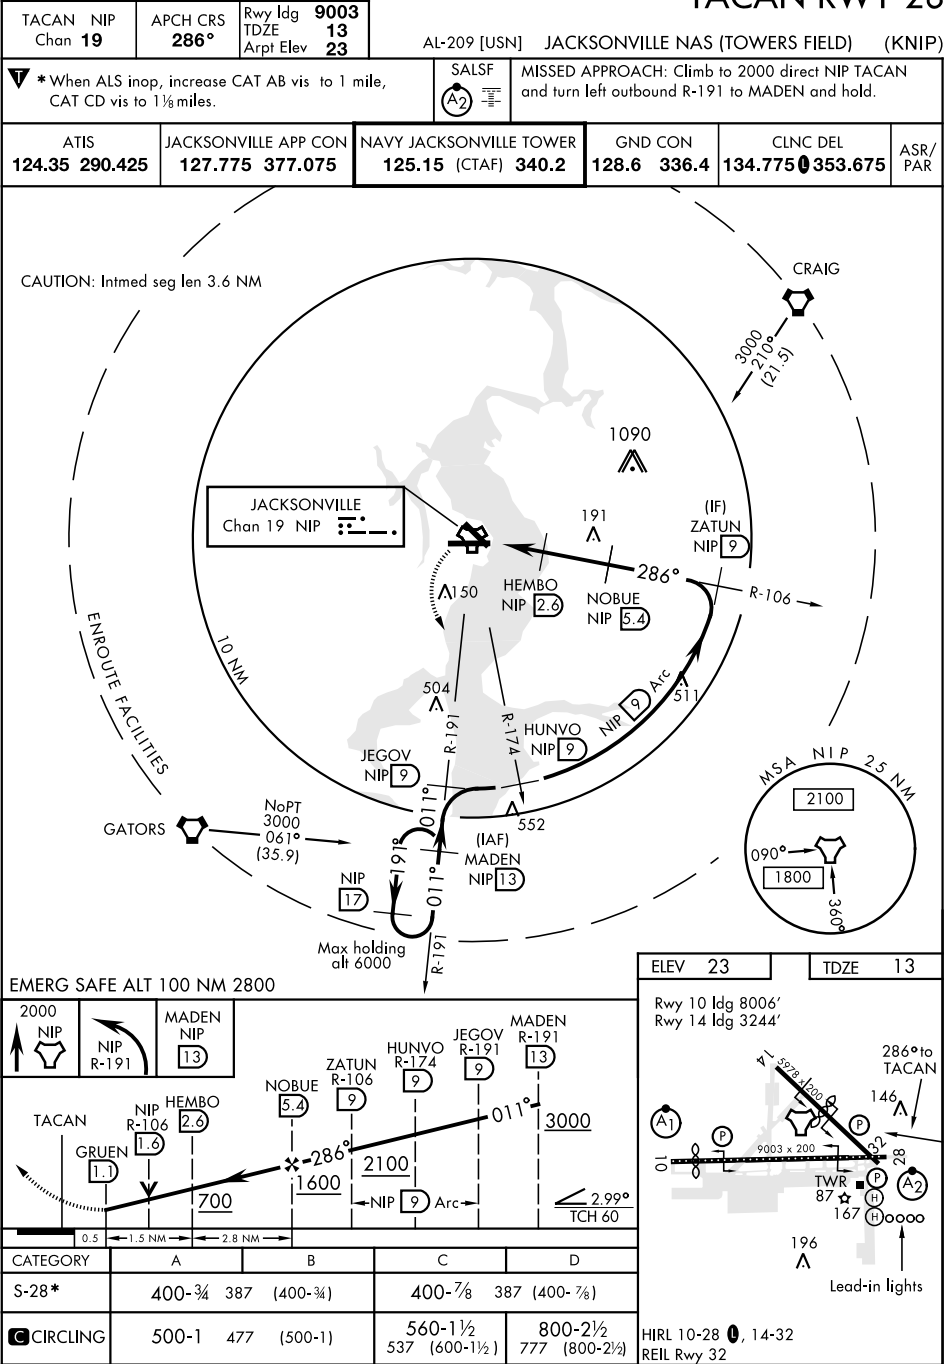 TACAN RWY 28
TACAN NIP
Chan 19
APCH CRS
286°
Rwy ldg 9003
TDZE 13
Arpt Elev 23
AL-209 [USN] JACKSONVILLE NAS (TOWERS FIELD) (KNIP)
T * When ALS inop, increase CAT AB vis to 1 mile,
CAT CD vis to 1⅛ miles.
SALSF
A2
MISSED APPROACH: Climb to 2000 direct NIP TACAN
and turn left outbound R-191 to MADEN and hold.
ATIS
124.35 290.425
JACKSONVILLE APP CON
127.775 377.075
NAVY JACKSONVILLE TOWER
125.15 (CTAF) 340.2
GND CON
128.6 336.4
CLNC DEL
134.775 L 353.675
ASR/
PAR
CAUTION: Intmed seg len 3.6 NM
CRAIG
3000
210°
(21.5)
1090
JACKSONVILLE
Chan 19 NIP
191
(IF)
ZATUN
NIP 9
286°
R-106
HEMBO
NIP 2.6
NOBUE
NIP 5.4
150
10 NM
ENROUTE FACILITIES
504
R-191
R-174
511
NIP 9 Arc
HUNVO
NIP 9
JEGOV
NIP 9
552
GATORS
NoPT
3000
061°
(35.9)
011°
191°
011°
(IAF)
MADEN
NIP 13
NIP
17
R-191
Max holding
alt 6000
MSA NIP 25 NM
2100
090°
1800
360°
EMERG SAFE ALT 100 NM 2800
2000
NIP
NIP
R-191
MADEN
NIP
13
TACAN
GRUEN
1.1
NIP
R-106
1.6
HEMBO
2.6
NOBUE
5.4
ZATUN
R-106
9
HUNVO
R-174
9
JEGOV
R-191
9
MADEN
R-191
13
011°
3000
286°
2100
1600
700
NIP 9 Arc
2.99°
TCH 60
0.5 1.5 NM 2.8 NM
CATEGORY A B C D
S-28* 400-¾ 387 (400-¾) 400-⅞ 387 (400-⅞)
C CIRCLING 500-1 477 (500-1) 560-1½ 537 (600-1½) 800-2½ 777 (800-2½)
ELEV 23 TDZE 13
Rwy 10 ldg 8006'
Rwy 14 ldg 3244'
286° to
TACAN
14
5978 x 200
146
A1
P
P
32
28
10
9003 x 200
TWR
87
167
P
H
H
A2
196
Lead-in lights
HIRL 10-28 L, 14-32
REIL Rwy 32